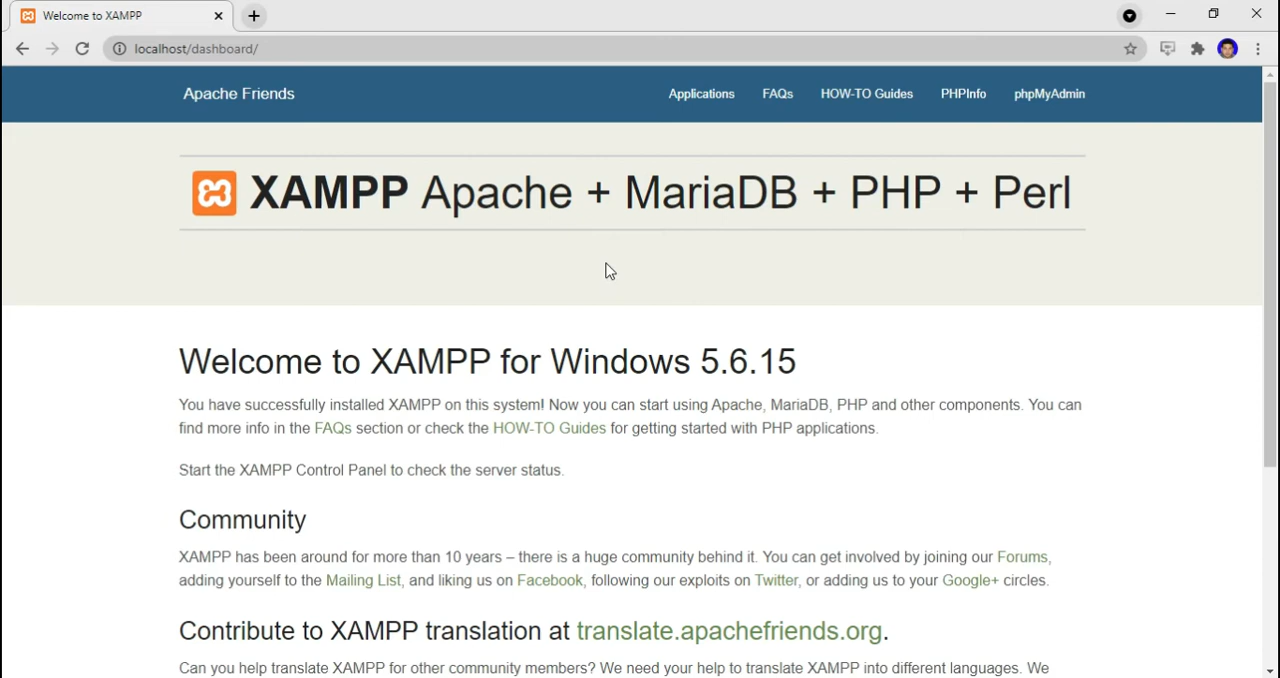 Welcome to XAMPP
localhost/dashboard/
Apache Friends
Applications FAQs HOW-TO Guides PHPInfo phpMyAdmin
XAMPP Apache + MariaDB + PHP + Perl
Welcome to XAMPP for Windows 5.6.15
You have successfully installed XAMPP on this system! Now you can start using Apache, MariaDB, PHP and other components. You can
find more info in the FAQs section or check the HOW-TO Guides for getting started with PHP applications.
Start the XAMPP Control Panel to check the server status.
Community
XAMPP has been around for more than 10 years – there is a huge community behind it. You can get involved by joining our Forums,
adding yourself to the Mailing List, and liking us on Facebook, following our exploits on Twitter, or adding us to your Google+ circles.
Contribute to XAMPP translation at translate.apachefriends.org.
Can you help translate XAMPP for other community members? We need your help to translate XAMPP into different languages. We